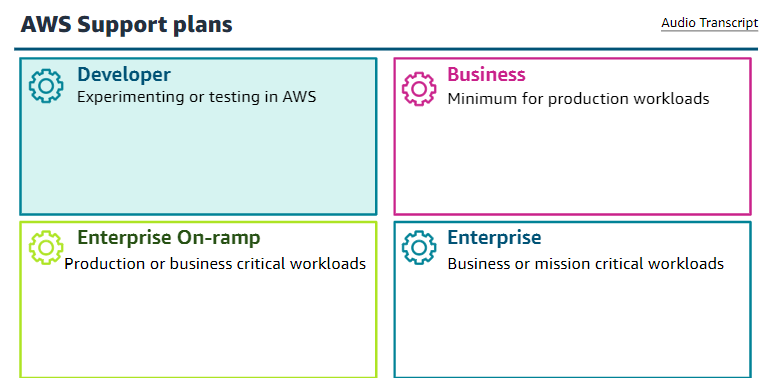 AWS Support plans
Audio Transcript
Developer
Experimenting or testing in AWS
Business
Minimum for production workloads
Enterprise On-ramp
Production or business critical workloads
Enterprise
Business or mission critical workloads